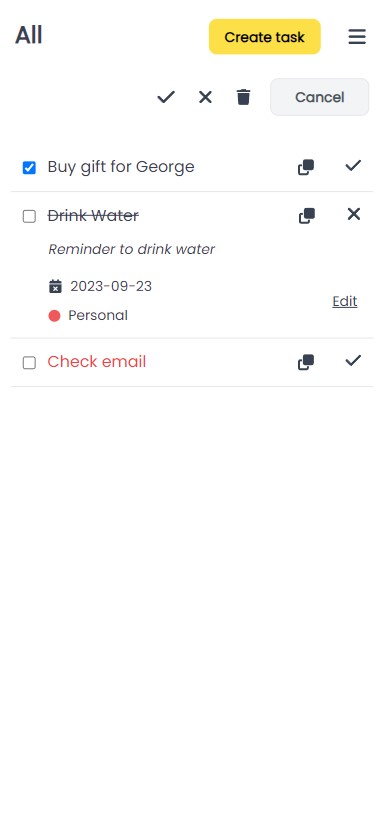 All
Create task
Cancel
Buy gift for George
Drink Water
Reminder to drink water
2023-09-23
Personal
Edit
Check email